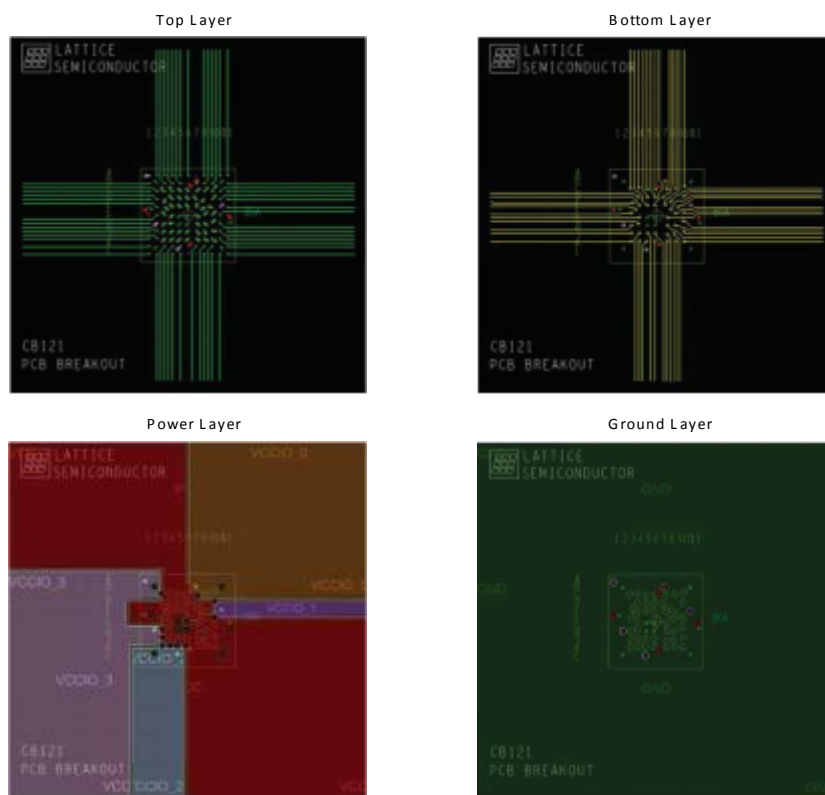 Top Layer
Bottom Layer
LATTICE
SEMICONDUCTOR
CB121
PCB BREAKOUT
LATTICE
SEMICONDUCTOR
CB121
PCB BREAKOUT
Power Layer
Ground Layer
LATTICE
SEMICONDUCTOR
VCCIO_0
VCCIO_3
VCCIO_1
VCCIO_3
CB121
PCB BREAKOUT
VCCIO_2
LATTICE
SEMICONDUCTOR
GND
GND
GND
CB121
PCB BREAKOUT